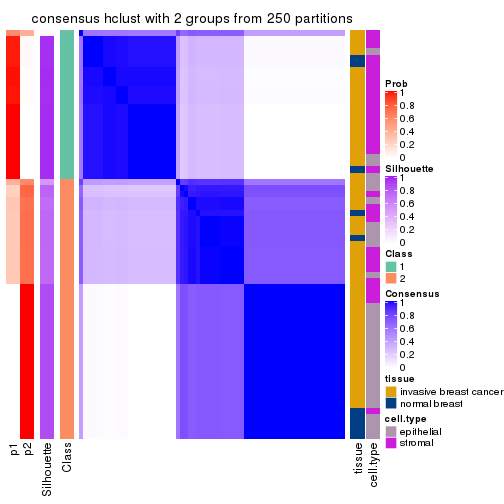 consensus hclust with 2 groups from 250 partitions
Prob
1
0.8
0.6
0.4
0.2
0
Silhouette
1
0.8
0.6
0.4
0.2
0
Class
1
2
Consensus
1
0.8
0.6
0.4
0.2
0
tissue
invasive breast cancer
normal breast
cell.type
epithelial
stromal
p1
p2
Silhouette
Class
tissue
cell.type